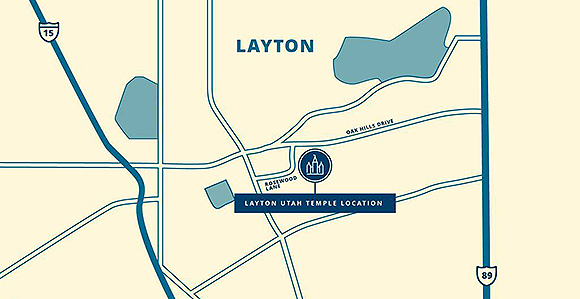 15
LAYTON
OAK HILLS DRIVE
ROSEWOOD
LANE
LAYTON UTAH TEMPLE LOCATION
89